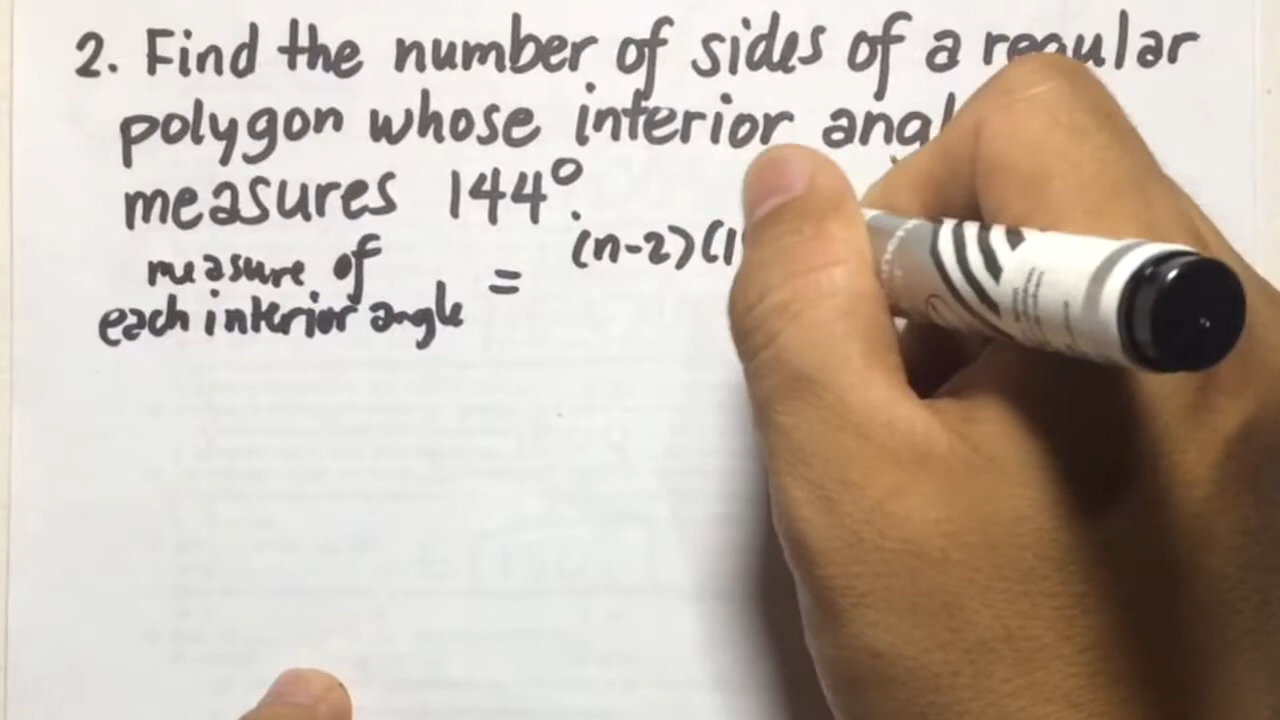 2. Find the number of sides of a regular
polygon whose interior
measures 144°.
measure of
each interior angle =
(n-2)(1